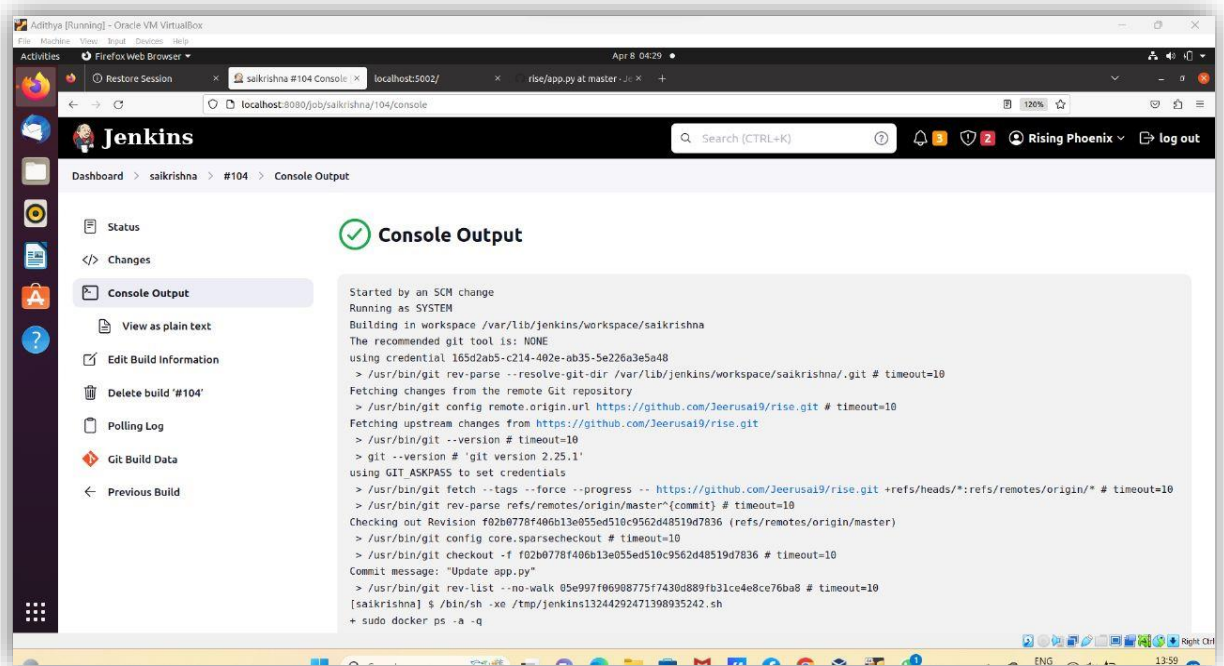 Adithya [Running] - Oracle VM VirtualBox
File Machine View Input Devices Help
Activities Firefox Web Browser Apr 8 04:29
Restore Session saikrishna #104 Console localhost:5002/ rise/app.py at master - Je
localhost:8080/job/saikrishna/104/console 120%
Jenkins Search (CTRL+K) 3 2 Rising Phoenix log out
Dashboard > saikrishna > #104 > Console Output
Status
Changes
Console Output
View as plain text
Edit Build Information
Delete build '#104'
Polling Log
Git Build Data
Previous Build
Console Output
Started by an SCM change
Running as SYSTEM
Building in workspace /var/lib/jenkins/workspace/saikrishna
The recommended git tool is: NONE
using credential 165d2ab5-c214-402e-ab35-5e226a3e5a48
> /usr/bin/git rev-parse --resolve-git-dir /var/lib/jenkins/workspace/saikrishna/.git # timeout=10
Fetching changes from the remote Git repository
> /usr/bin/git config remote.origin.url https://github.com/Jeerusai9/rise.git # timeout=10
Fetching upstream changes from https://github.com/Jeerusai9/rise.git
> /usr/bin/git --version # timeout=10
> git --version # 'git version 2.25.1'
using GIT_ASKPASS to set credentials
> /usr/bin/git fetch --tags --force --progress -- https://github.com/Jeerusai9/rise.git +refs/heads/*:refs/remotes/origin/* # timeout=10
> /usr/bin/git rev-parse refs/remotes/origin/master^{commit} # timeout=10
Checking out Revision f02b0778f406b13e055ed510c9562d48519d7836 (refs/remotes/origin/master)
> /usr/bin/git config core.sparsecheckout # timeout=10
> /usr/bin/git checkout -f f02b0778f406b13e055ed510c9562d48519d7836 # timeout=10
Commit message: "Update app.py"
> /usr/bin/git rev-list --no-walk 05e997f06908775f7430d889fb31ce4e8ce76ba8 # timeout=10
[saikrishna] $ /bin/sh -xe /tmp/jenkins13244292471398935242.sh
+ sudo docker ps -a -q
Right Ctrl
ENG 13:59